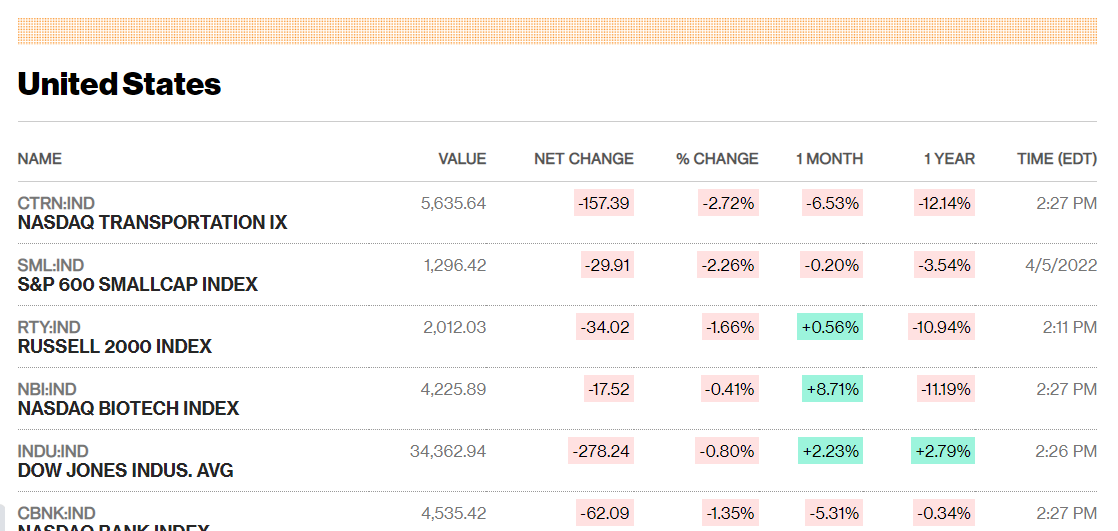 United States
NAME VALUE NET CHANGE % CHANGE 1 MONTH 1 YEAR TIME (EDT)
CTRN:IND 5,635.64 -157.39 -2.72% -6.53% -12.14% 2:27 PM
NASDAQ TRANSPORTATION IX
SML:IND 1,296.42 -29.91 -2.26% -0.20% -3.54% 4/5/2022
S&P 600 SMALLCAP INDEX
RTY:IND 2,012.03 -34.02 -1.66% +0.56% -10.94% 2:11 PM
RUSSELL 2000 INDEX
NBI:IND 4,225.89 -17.52 -0.41% +8.71% -11.19% 2:27 PM
NASDAQ BIOTECH INDEX
INDU:IND 34,362.94 -278.24 -0.80% +2.23% +2.79% 2:26 PM
DOW JONES INDUS. AVG
CBNK:IND 4,535.42 -62.09 -1.35% -5.31% -0.34% 2:27 PM
NASDAQ BANK INDEX